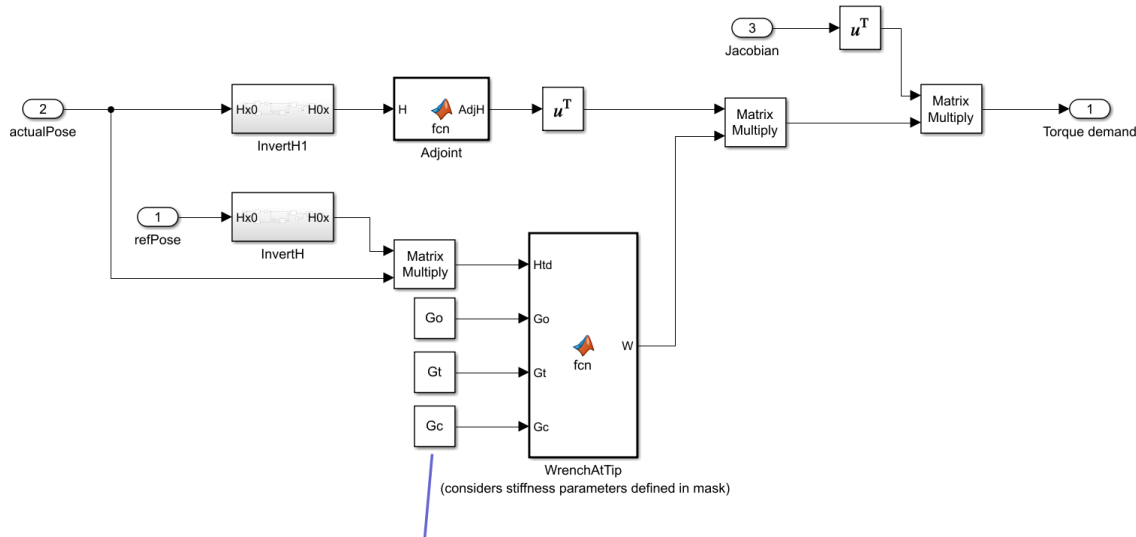 3
Jacobian
uᵀ
2
actualPose
Hx0 H0x
InvertH1
H AdjH
fcn
Adjoint
uᵀ
Matrix
Multiply
Matrix
Multiply
1
Torque demand
1
refPose
Hx0 H0x
InvertH
Matrix
Multiply
Go
Gt
Gc
Htd
Go
Gt
Gc
fcn
W
WrenchAtTip
(considers stiffness parameters defined in mask)